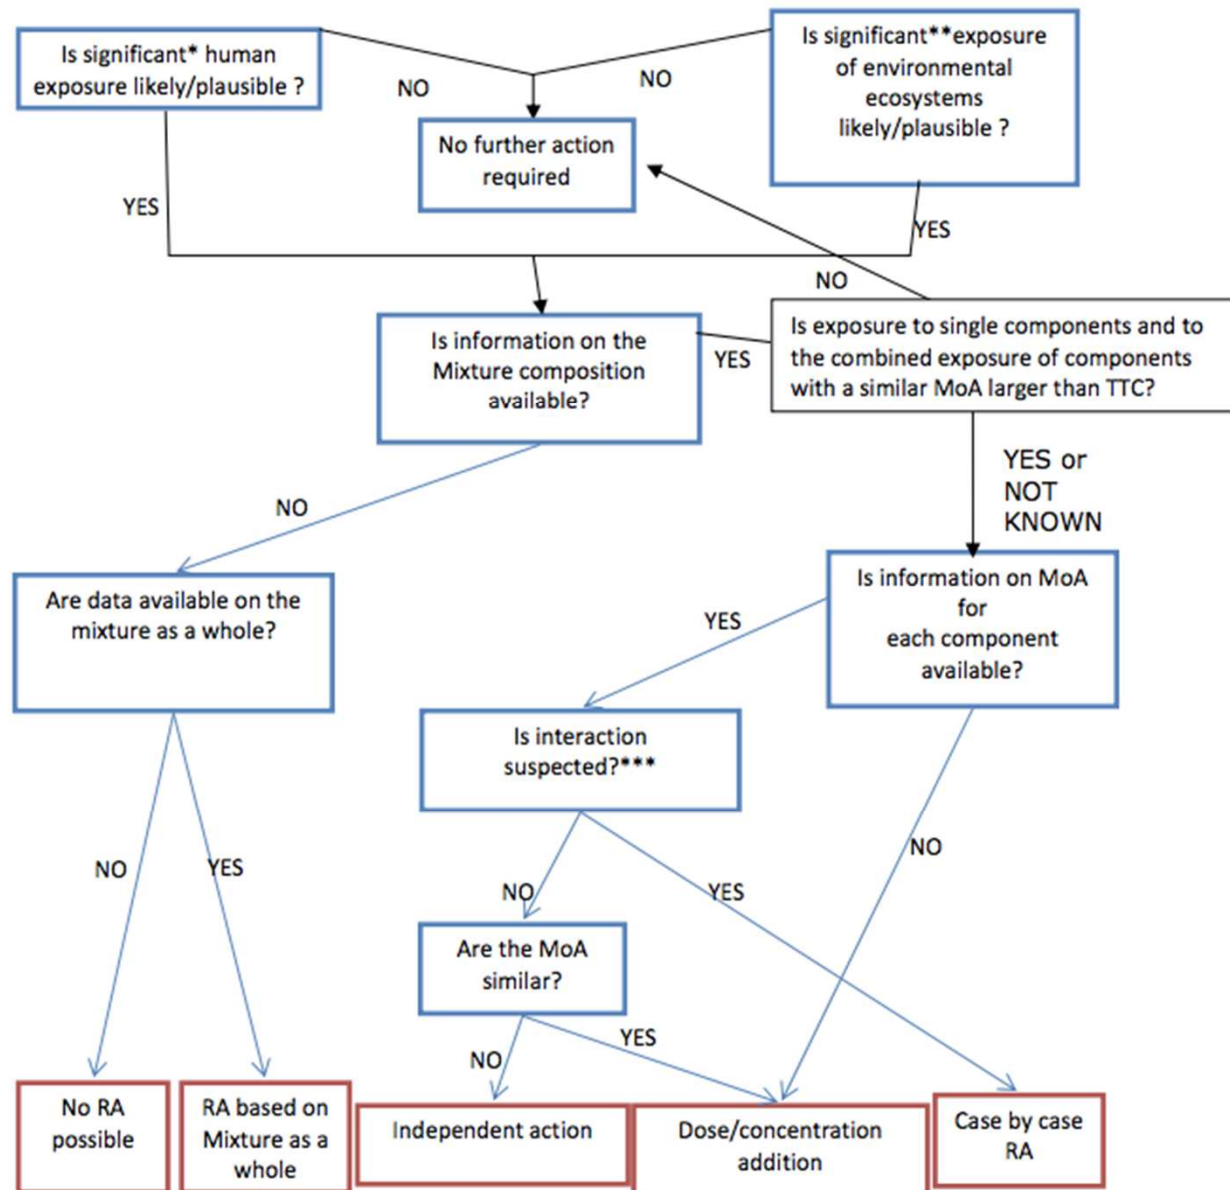 Is significant* human
exposure likely/plausible ?
NO
NO
Is significant**exposure
of environmental
ecosystems
likely/plausible ?
No further action
required
YES
YES
NO
Is information on the
Mixture composition
available?
YES
Is exposure to single components and to
the combined exposure of components
with a similar MoA larger than TTC?
YES or
NOT
KNOWN
NO
Are data available on the
mixture as a whole?
Is information on MoA
for
each component
available?
YES
Is interaction
suspected?***
NO
YES
NO
NO
YES
Are the MoA
similar?
NO
YES
No RA
possible
RA based on
Mixture as a
whole
Independent action
Dose/concentration
addition
Case by case
RA